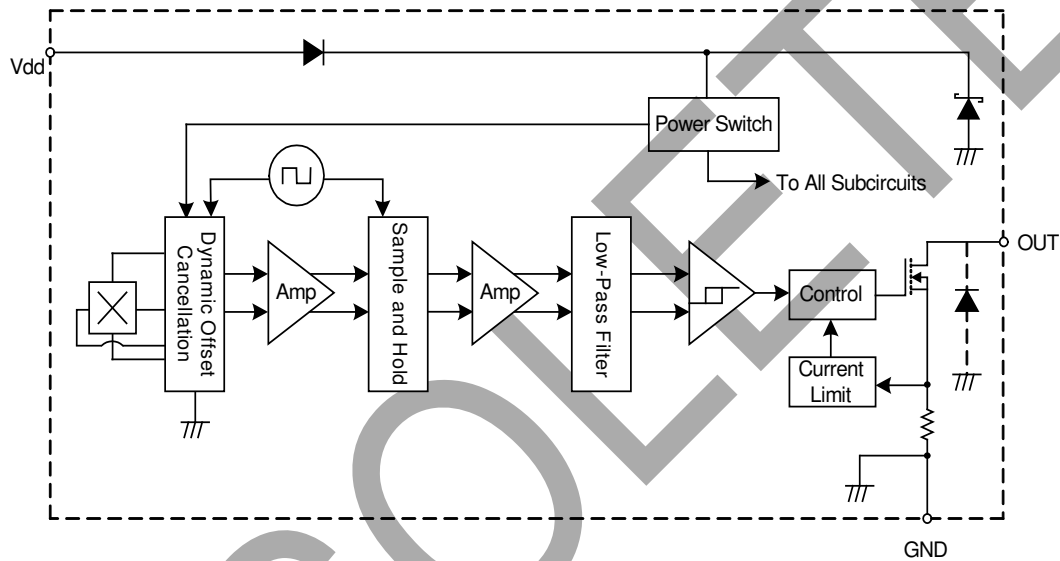 Vdd
Power Switch
To All Subcircuits
OUT
Dynamic Offset
Cancellation
Amp
Sample and Hold
Amp
Low-Pass Filter
Control
Current
Limit
GND